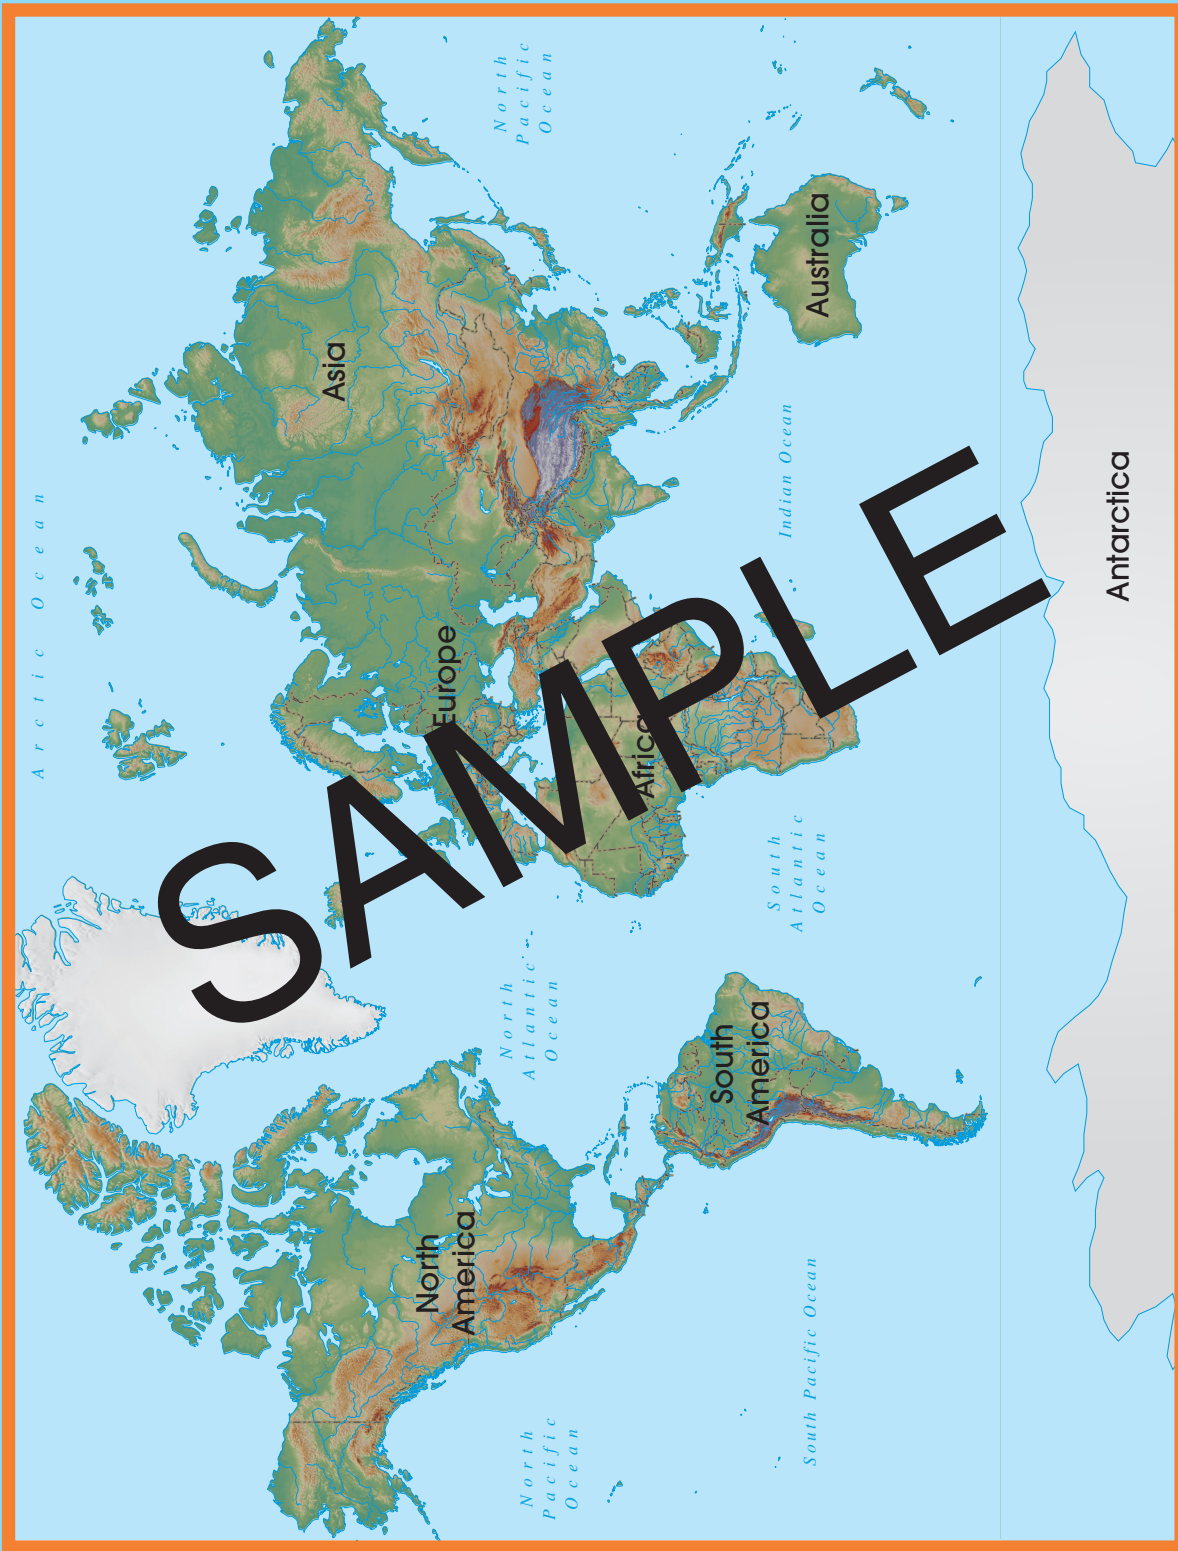 Arctic Ocean
North
Pacific
Ocean
Asia
Europe
North
America
North
Atlantic
Ocean
North
Pacific
Ocean
Africa
Indian Ocean
Australia
South
America
South
Atlantic
Ocean
South Pacific Ocean
Antarctica
SAMPLE